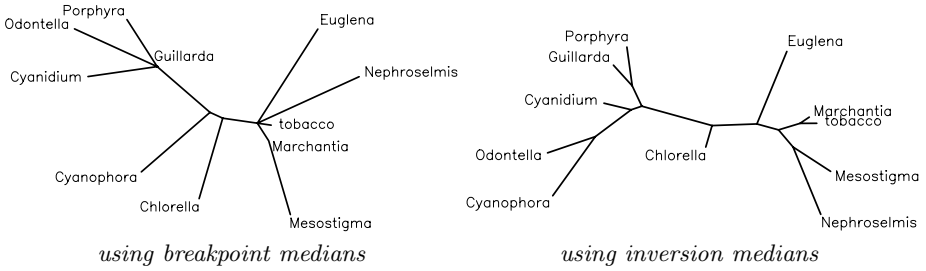 Porphyra
Odontella
Guillarda
Cyanidium
Euglena
Nephroselmis
tobacco
Marchantia
Cyanophora
Chlorella
Mesostigma
using breakpoint medians
Porphyra
Guillarda
Euglena
Cyanidium
Marchantia
tobacco
Odontella
Chlorella
Mesostigma
Cyanophora
Nephroselmis
using inversion medians